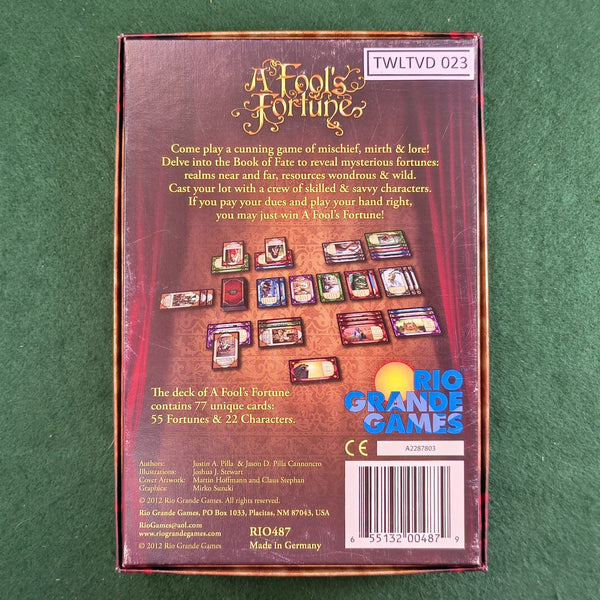 TWLTVD 023
A Fool's
Fortune
Come play a cunning game of mischief, mirth & lore!
Delve into the Book of Fate to reveal mysterious fortunes:
realms near and far, resources wondrous & wild.
Cast your lot with a crew of skilled & savvy characters.
If you pay your dues and play your hand right,
you may just win A Fool's Fortune!
The deck of A Fool's Fortune
contains 77 unique cards:
55 Fortunes & 22 Characters.
RIO
GRANDE
GAMES
CE
A2287803
Authors: Justin A. Pilla & Jason D. Pilla Cannoncro
Illustrations: Joshua J. Stewart
Cover Artwork: Martin Hoffmann and Claus Stephan
Graphics: Mirko Suzuki
© 2012 Rio Grande Games. All rights reserved.
Rio Grande Games, PO Box 1033, Placitas, NM 87043, USA
RioGames@aol.com
www.riograndegames.com
© 2012 Rio Grande Games
RIO487
Made in Germany
6 55132 00487 9